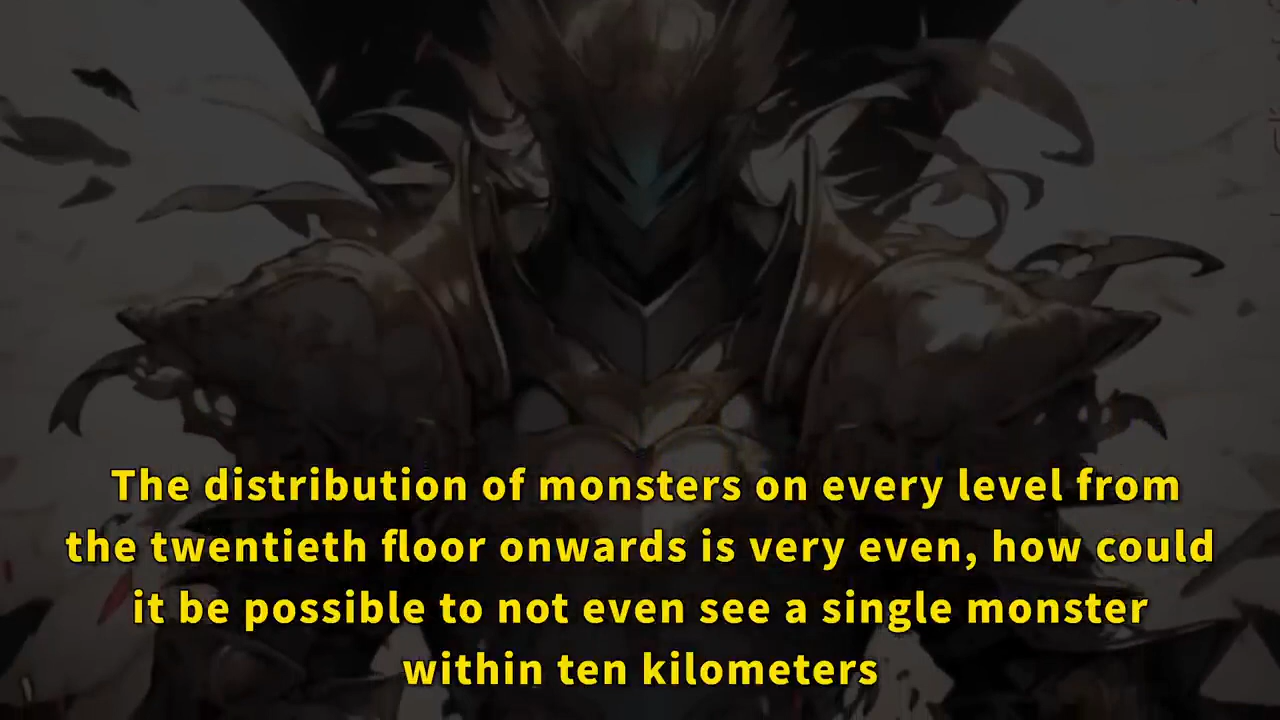 The distribution of monsters on every level from
the twentieth floor onwards is very even, how could
it be possible to not even see a single monster
within ten kilometers